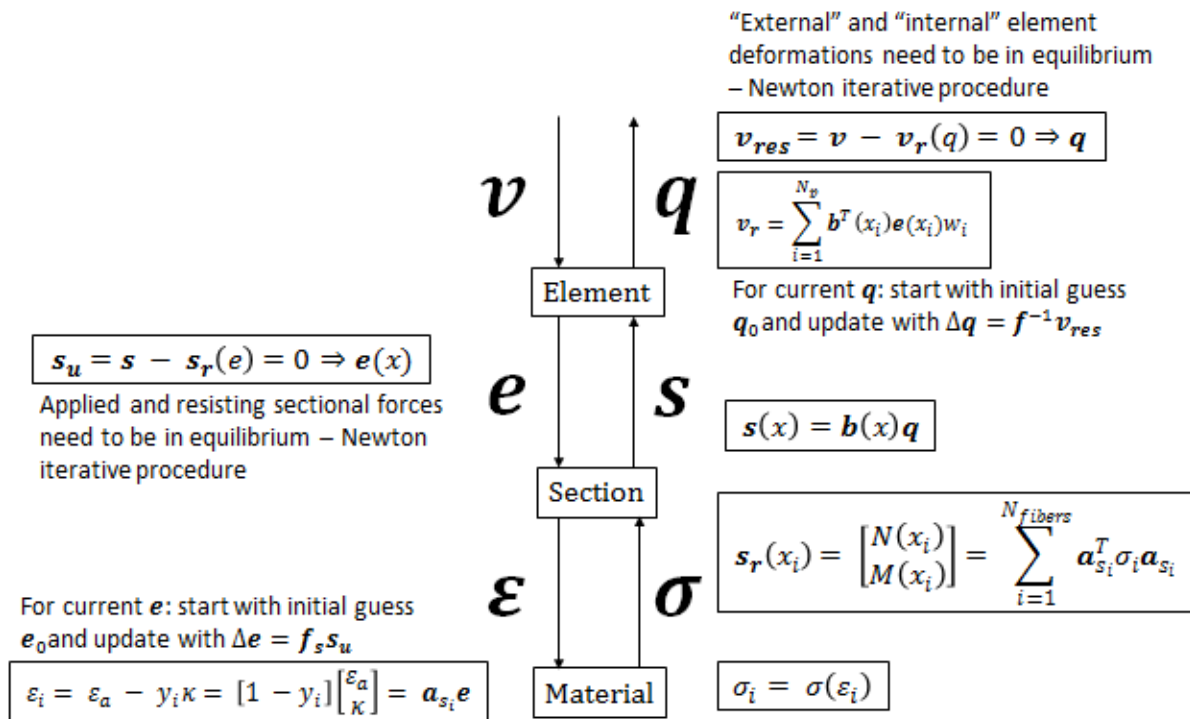 “External” and “internal” element
deformations need to be in equilibrium
– Newton iterative procedure
v_res = v − v_r(q) = 0 ⇒ q
v
q
v_r = ∑_{i=1}^{N_v} b^T(x_i)e(x_i)w_i
Element
For current q: start with initial guess
q_0 and update with Δq = f^{−1}v_res
s_u = s − s_r(e) = 0 ⇒ e(x)
Applied and resisting sectional forces
need to be in equilibrium – Newton
iterative procedure
e
s
s(x) = b(x)q
Section
s_r(x_i) = [N(x_i) M(x_i)] = ∑_{i=1}^{N_fibers} a_{s_i}^T σ_i a_{s_i}
ε
σ
For current e: start with initial guess
e_0 and update with Δe = f_s s_u
ε_i = ε_a − y_i κ = [1 − y_i][ε_a κ] = a_{s_i} e
Material
σ_i = σ(ε_i)